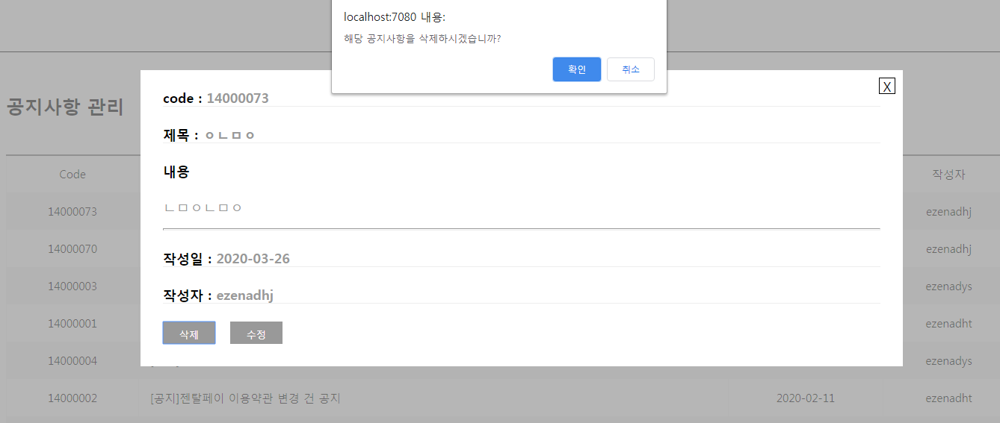 localhost:7080 내용:
해당 공지사항을 삭제하시겠습니까?
확인 취소
X
code : 14000073
공지사항 관리
제목 : ㅇㄴㅁㅇ
내용
ㄴㅁㅇㄴㅁㅇ
작성일 : 2020-03-26
작성자 : ezenadhj
삭제 수정
Code 작성자
14000073 ezenadhj
14000070 ezenadhj
14000003 ezenadys
14000001 ezenadht
14000004 ezenadys
14000002 [공지]젠탈페이 이용약관 변경 건 공지 2020-02-11 ezenadht